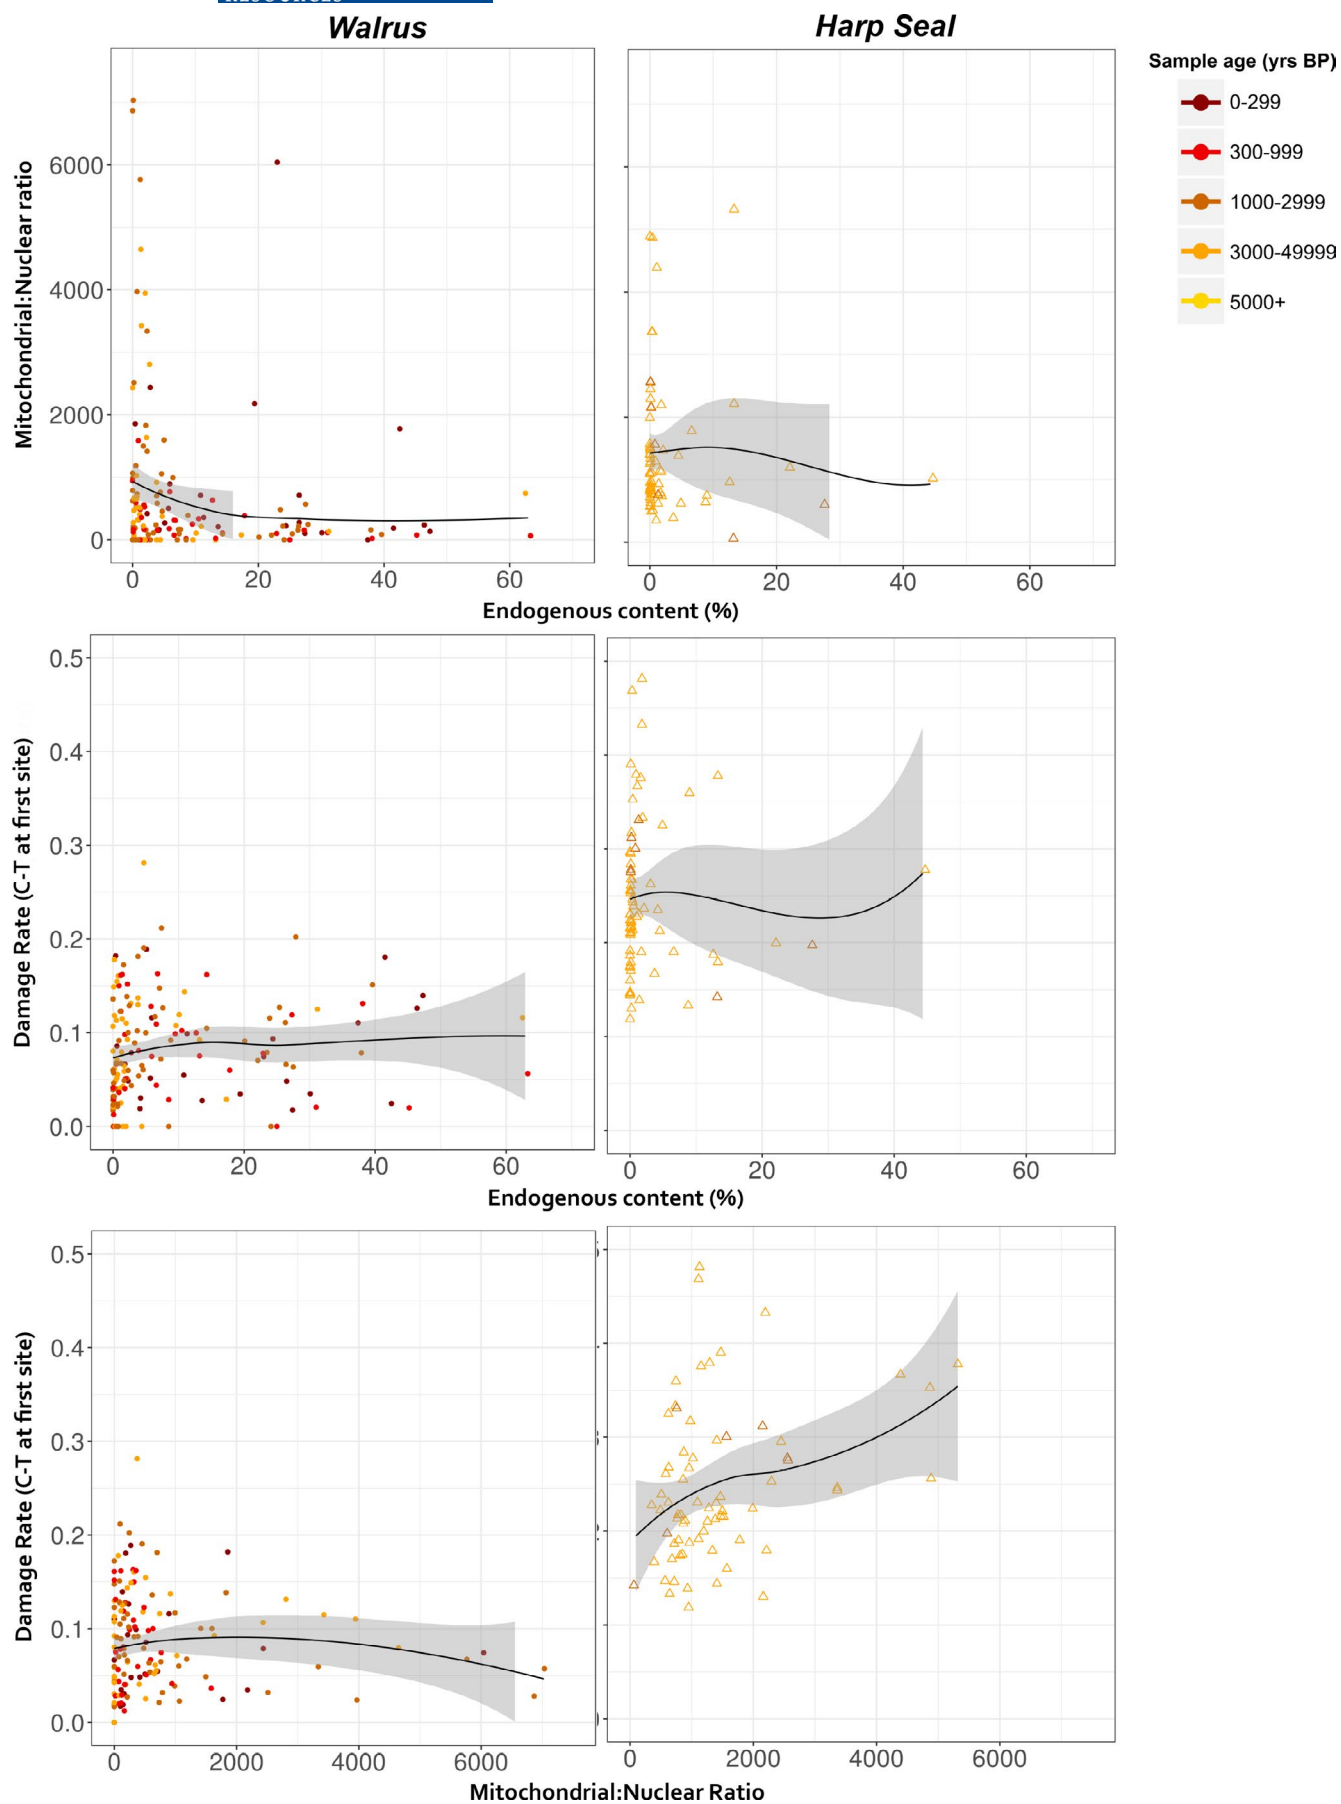 Walrus
Harp Seal
Sample age (yrs BP)
0-299
300-999
1000-2999
3000-49999
5000+
Mitochondrial:Nuclear ratio
6000
4000
2000
0
0 20 40 60
0 20 40 60
Endogenous content (%)
Damage Rate (C-T at first site)
0.5
0.4
0.3
0.2
0.1
0.0
0 20 40 60
0 20 40 60
Endogenous content (%)
Damage Rate (C-T at first site)
0.5
0.4
0.3
0.2
0.1
0.0
0 2000 4000 6000
0 2000 4000 6000
Mitochondrial:Nuclear Ratio